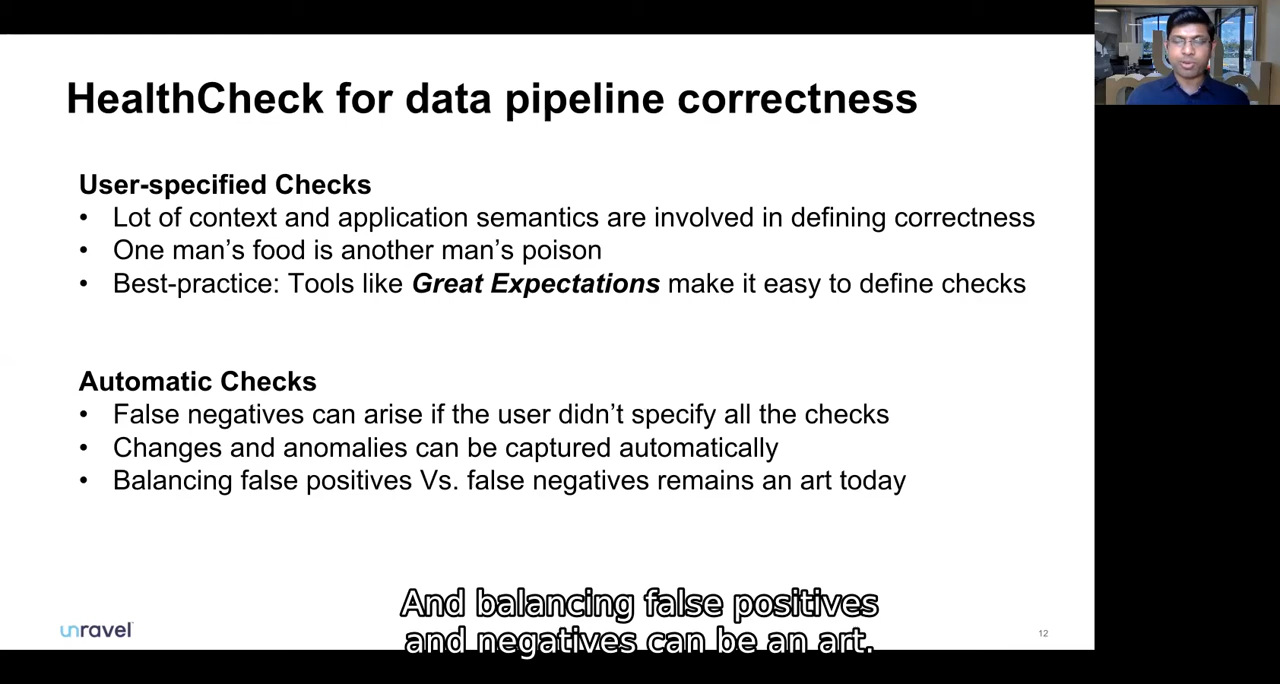 HealthCheck for data pipeline correctness
User-specified Checks
• Lot of context and application semantics are involved in defining correctness
• One man’s food is another man’s poison
• Best-practice: Tools like Great Expectations make it easy to define checks
Automatic Checks
• False negatives can arise if the user didn’t specify all the checks
• Changes and anomalies can be captured automatically
• Balancing false positives Vs. false negatives remains an art today
And balancing false positives
and negatives can be an art.
unravel
12